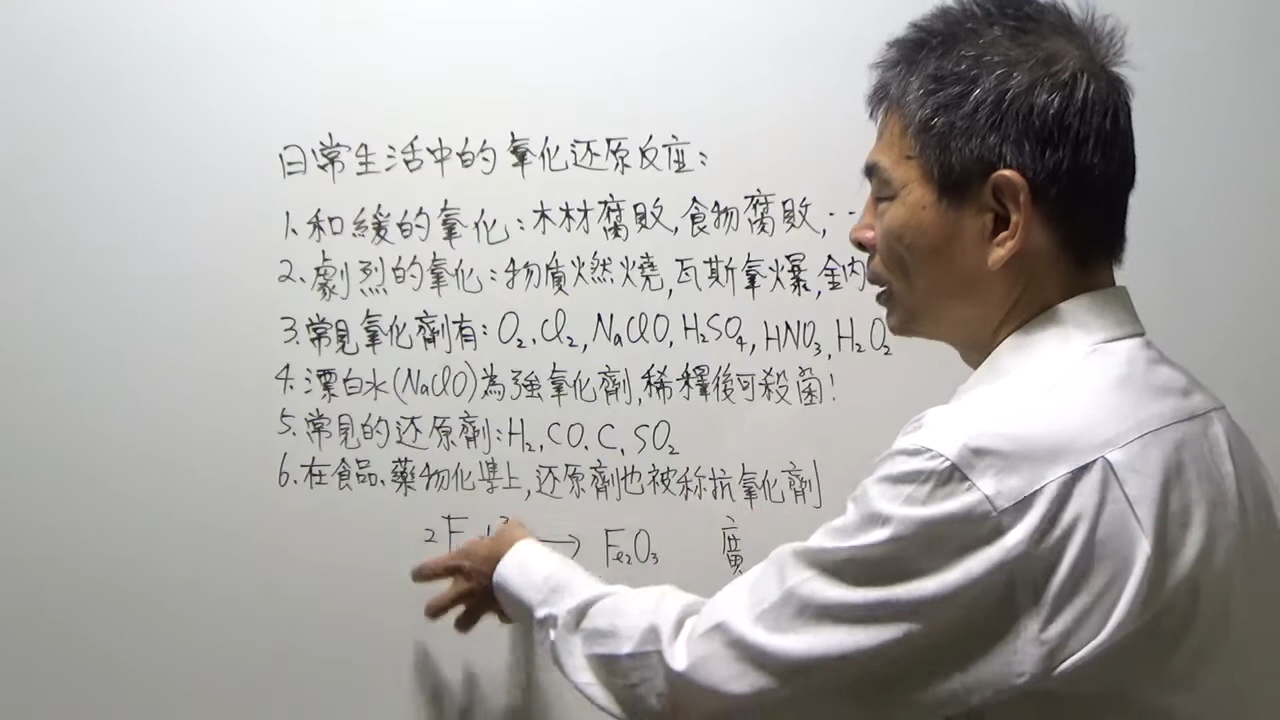 日常生活中的氧化还原反应：
1.和緩的氧化：木材腐敗,食物腐敗,‥
2.劇烈的氧化：物質燃燒,瓦斯氣爆,
3.常見氧化劑有：O₂,Cl₂,NaClO,H₂SO₄,HNO₃,H₂O₂
4.漂白水(NaClO)為強氧化劑,稀釋後可殺菌!
5.常見的还原劑：H₂,CO,C,SO₂
6.在食品、藥物化學上,还原劑也被称抗氧化劑
2F → Fe₂O₃ 廣